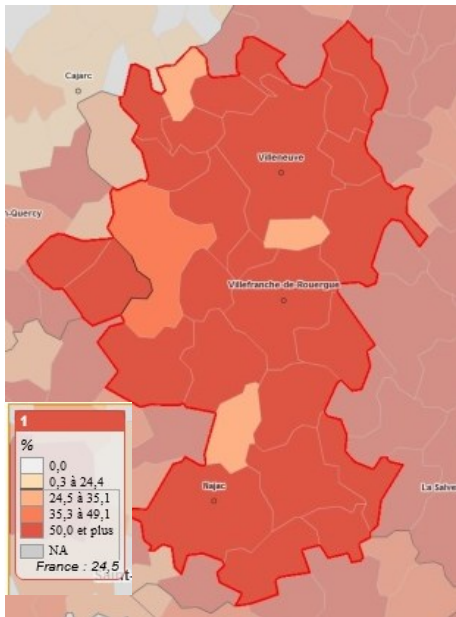 Cajarc
Villeneuve
n-Quercy
Villefranche-de-Rouergue
1
%
0,0
0,3 à 24,4
24,5 à 35,1
35,3 à 49,1
50,0 et plus
NA
France : 24,5
Najac
La Salve
Saint-